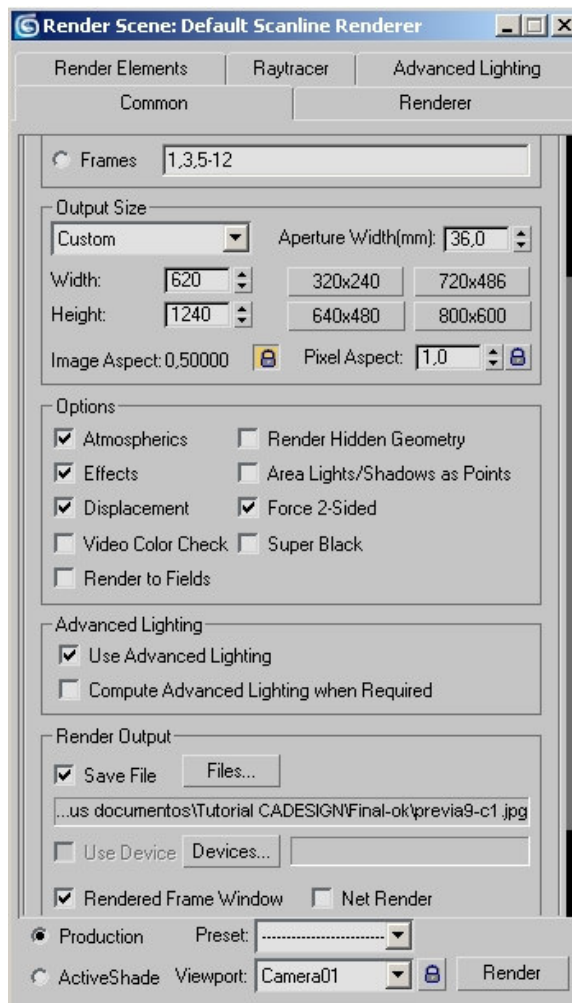 Render Scene: Default Scanline Renderer
Render Elements Raytracer Advanced Lighting
Common Renderer
Frames 1,3,5-12
Output Size
Custom Aperture Width(mm): 36,0
Width: 620 320x240 720x486
Height: 1240 640x480 800x600
Image Aspect: 0,50000 Pixel Aspect: 1,0
Options
Atmospherics Render Hidden Geometry
Effects Area Lights/Shadows as Points
Displacement Force 2-Sided
Video Color Check Super Black
Render to Fields
Advanced Lighting
Use Advanced Lighting
Compute Advanced Lighting when Required
Render Output
Save File Files...
...us documentos\Tutorial CADESIGN\Final-ok\previa9-c1.jpg
Use Device Devices...
Rendered Frame Window Net Render
Production Preset: -------------------------
ActiveShade Viewport: Camera01 Render